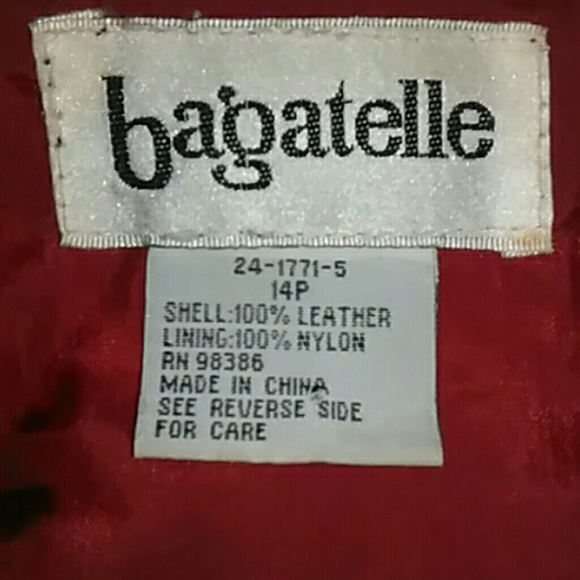 bagatelle
24-1771-5
14P
SHELL:100% LEATHER
LINING:100% NYLON
RN 98386
MADE IN CHINA
SEE REVERSE SIDE
FOR CARE